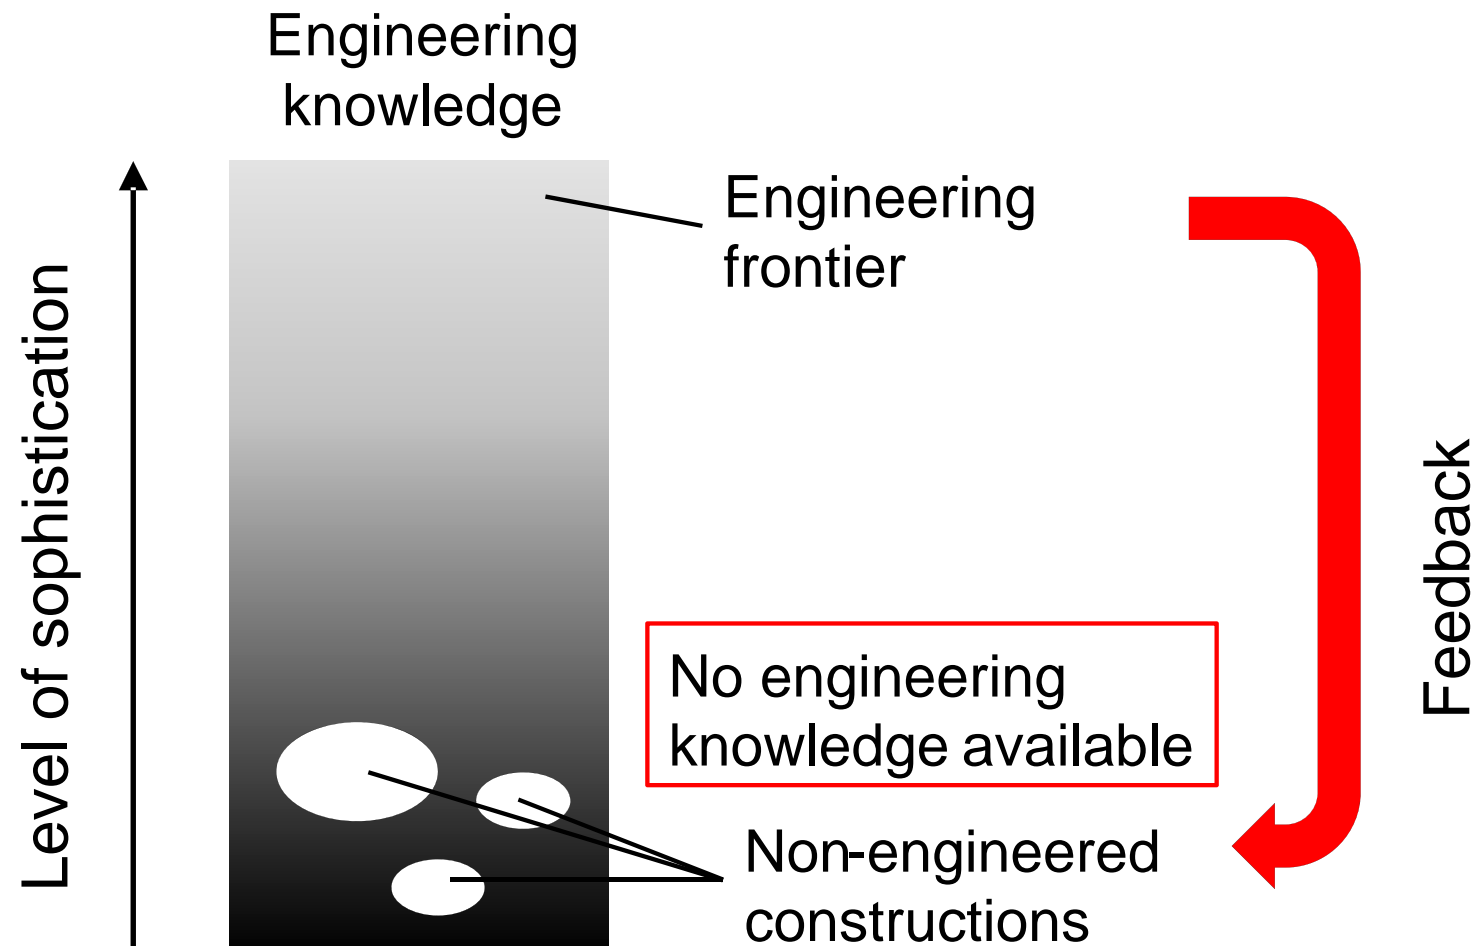 Engineering
knowledge
Engineering
frontier
Level of sophistication
Feedback
No engineering
knowledge available
Non-engineered
constructions